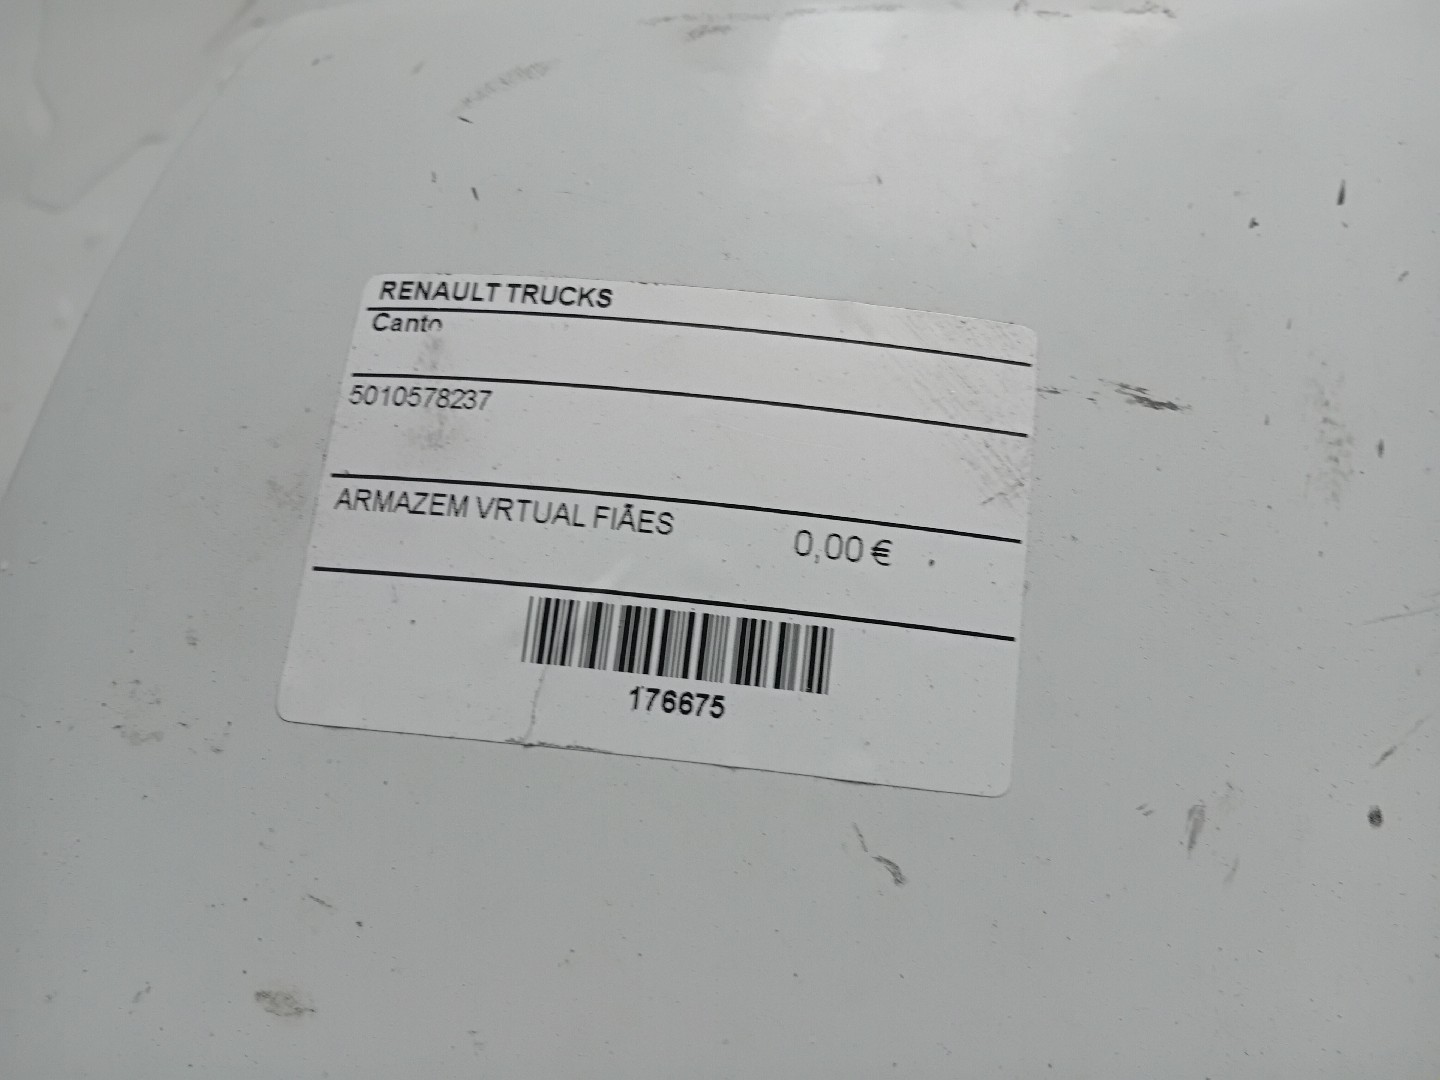 RENAULT TRUCKS
Canto
5010578237
ARMAZEM VRTUAL FIÃES 0,00 €
176675